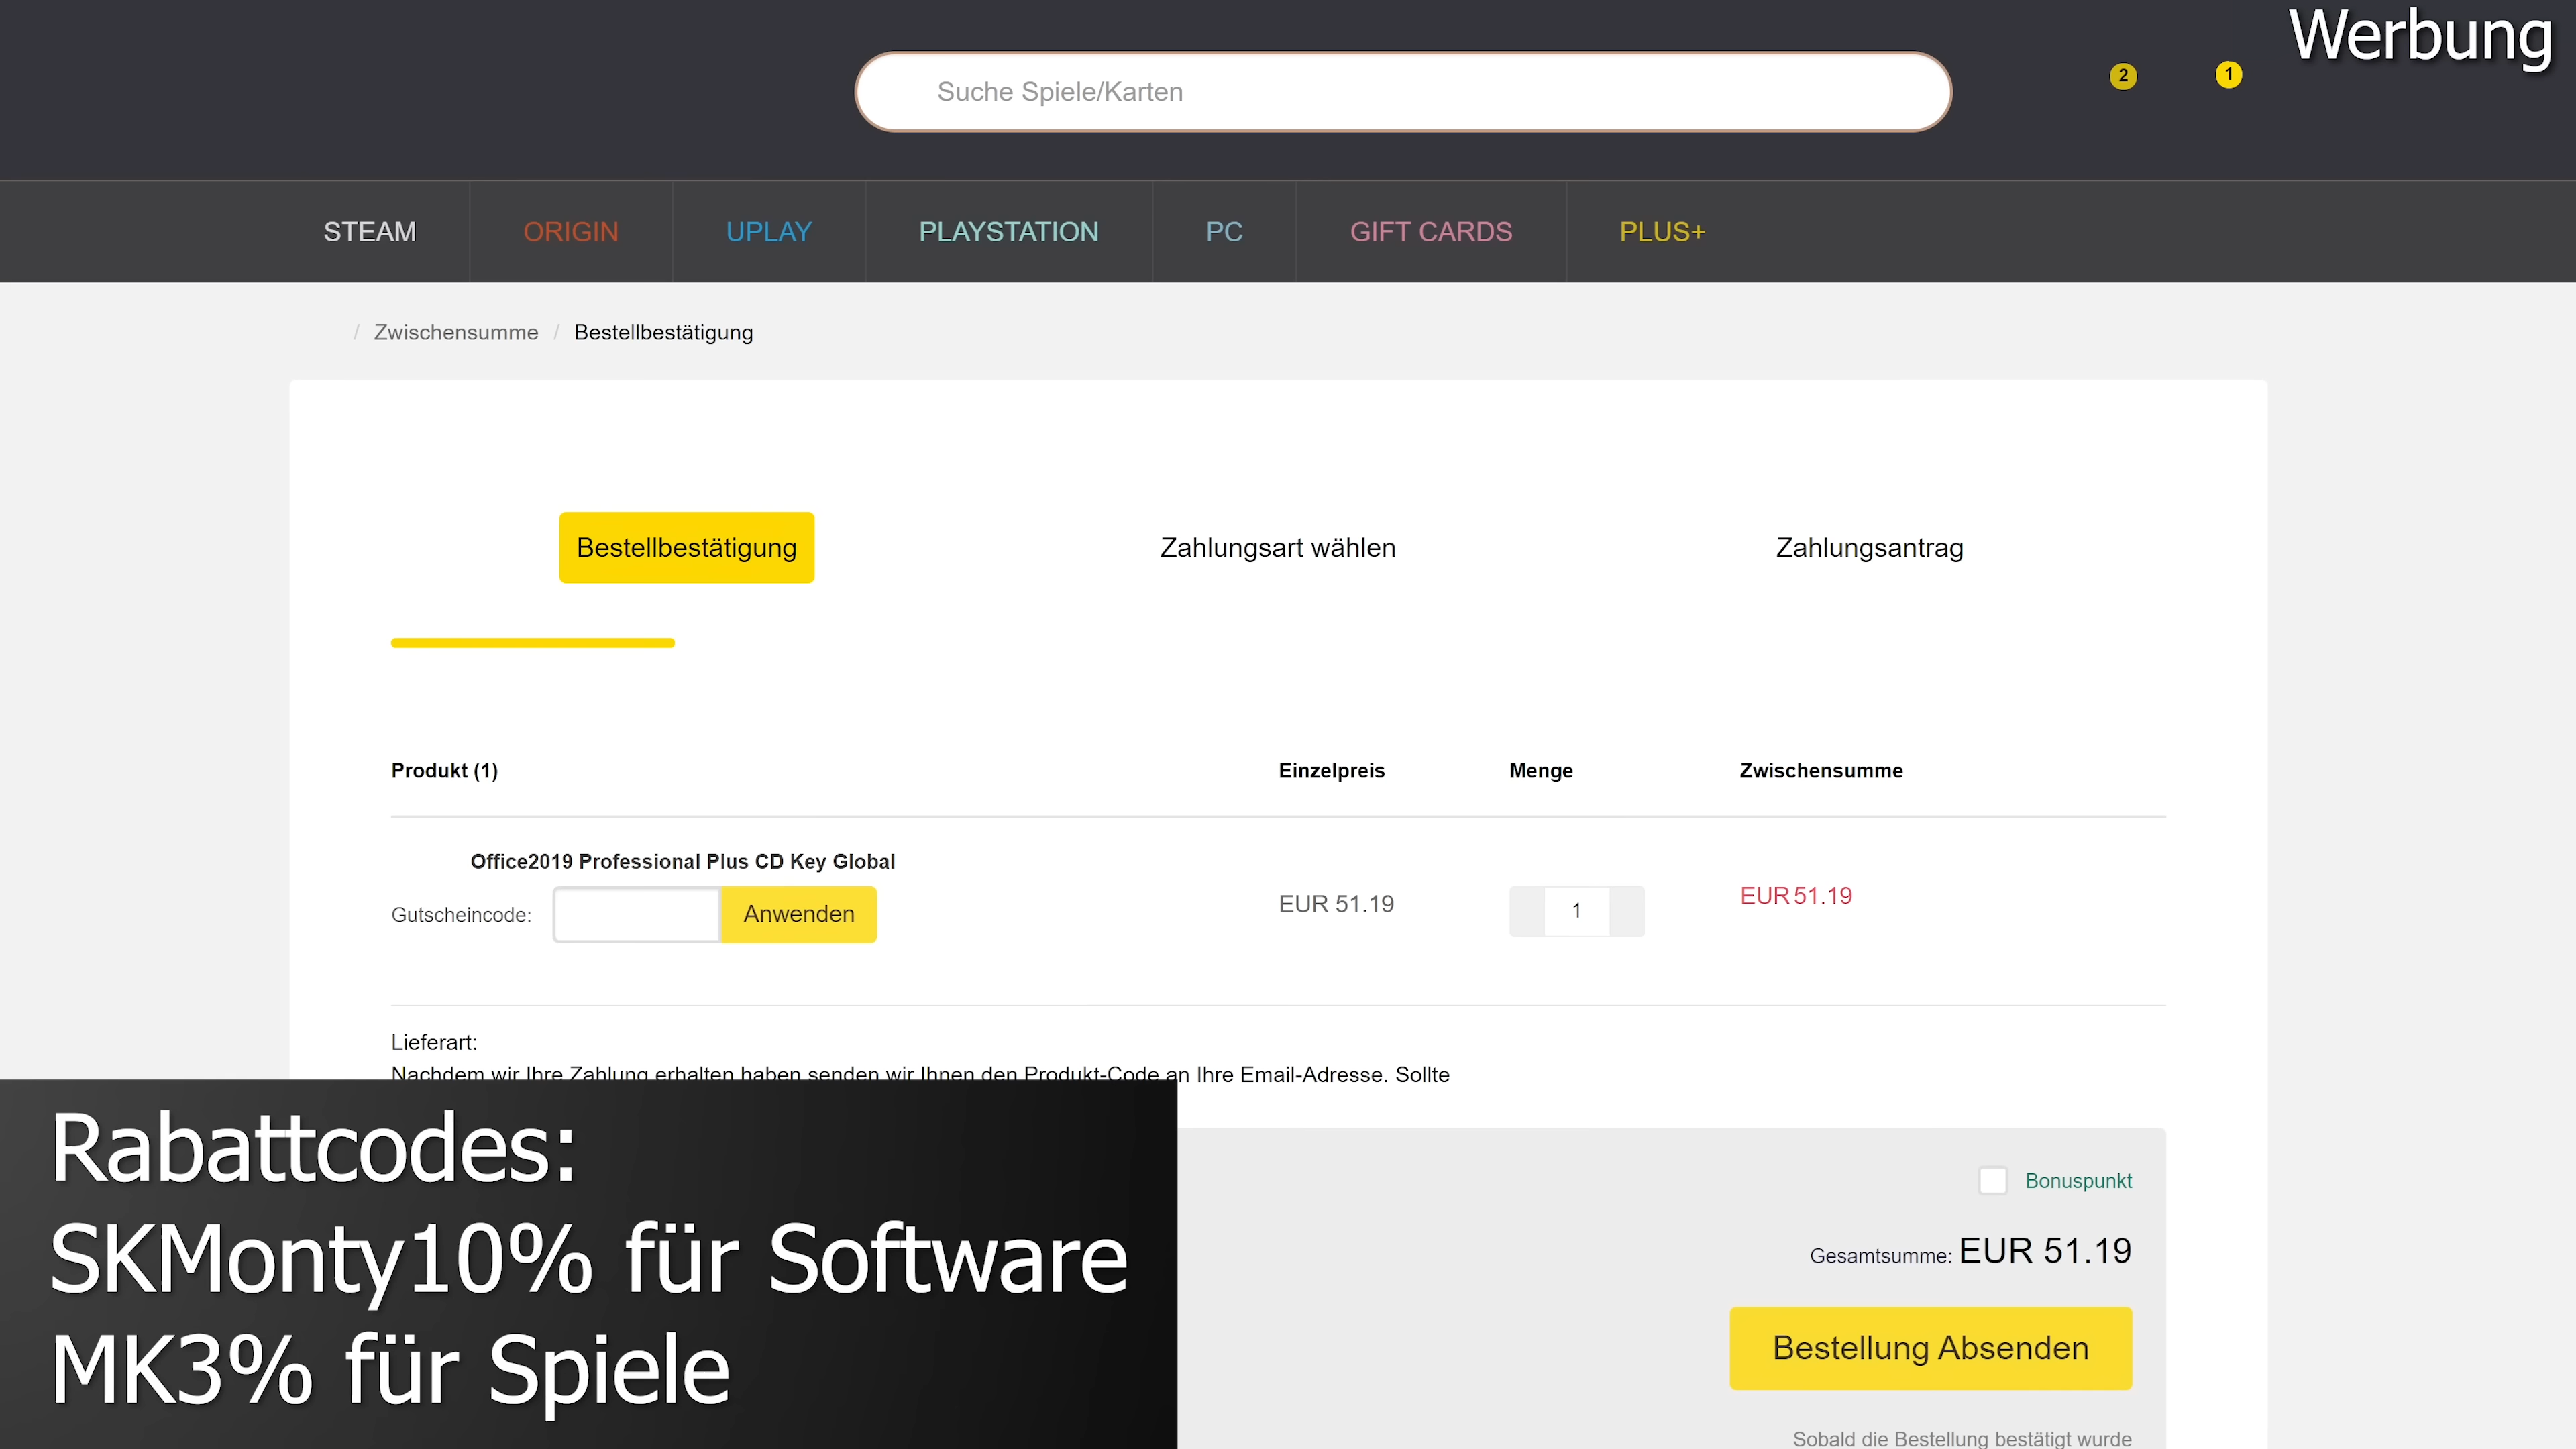 Werbung
Suche Spiele/Karten
2
1
STEAM ORIGIN UPLAY PLAYSTATION PC GIFT CARDS PLUS+
/ Zwischensumme / Bestellbestätigung
Bestellbestätigung Zahlungsart wählen Zahlungsantrag
Produkt (1) Einzelpreis Menge Zwischensumme
Office2019 Professional Plus CD Key Global
Gutscheincode: Anwenden EUR 51.19 1 EUR 51.19
Lieferart:
Nachdem wir Ihre Zahlung erhalten haben senden wir Ihnen den Produkt-Code an Ihre Email-Adresse. Sollte
Bonuspunkt
Gesamtsumme: EUR 51.19
Bestellung Absenden
Sobald die Bestellung bestätigt wurde
Rabattcodes:
SKMonty10% für Software
MK3% für Spiele